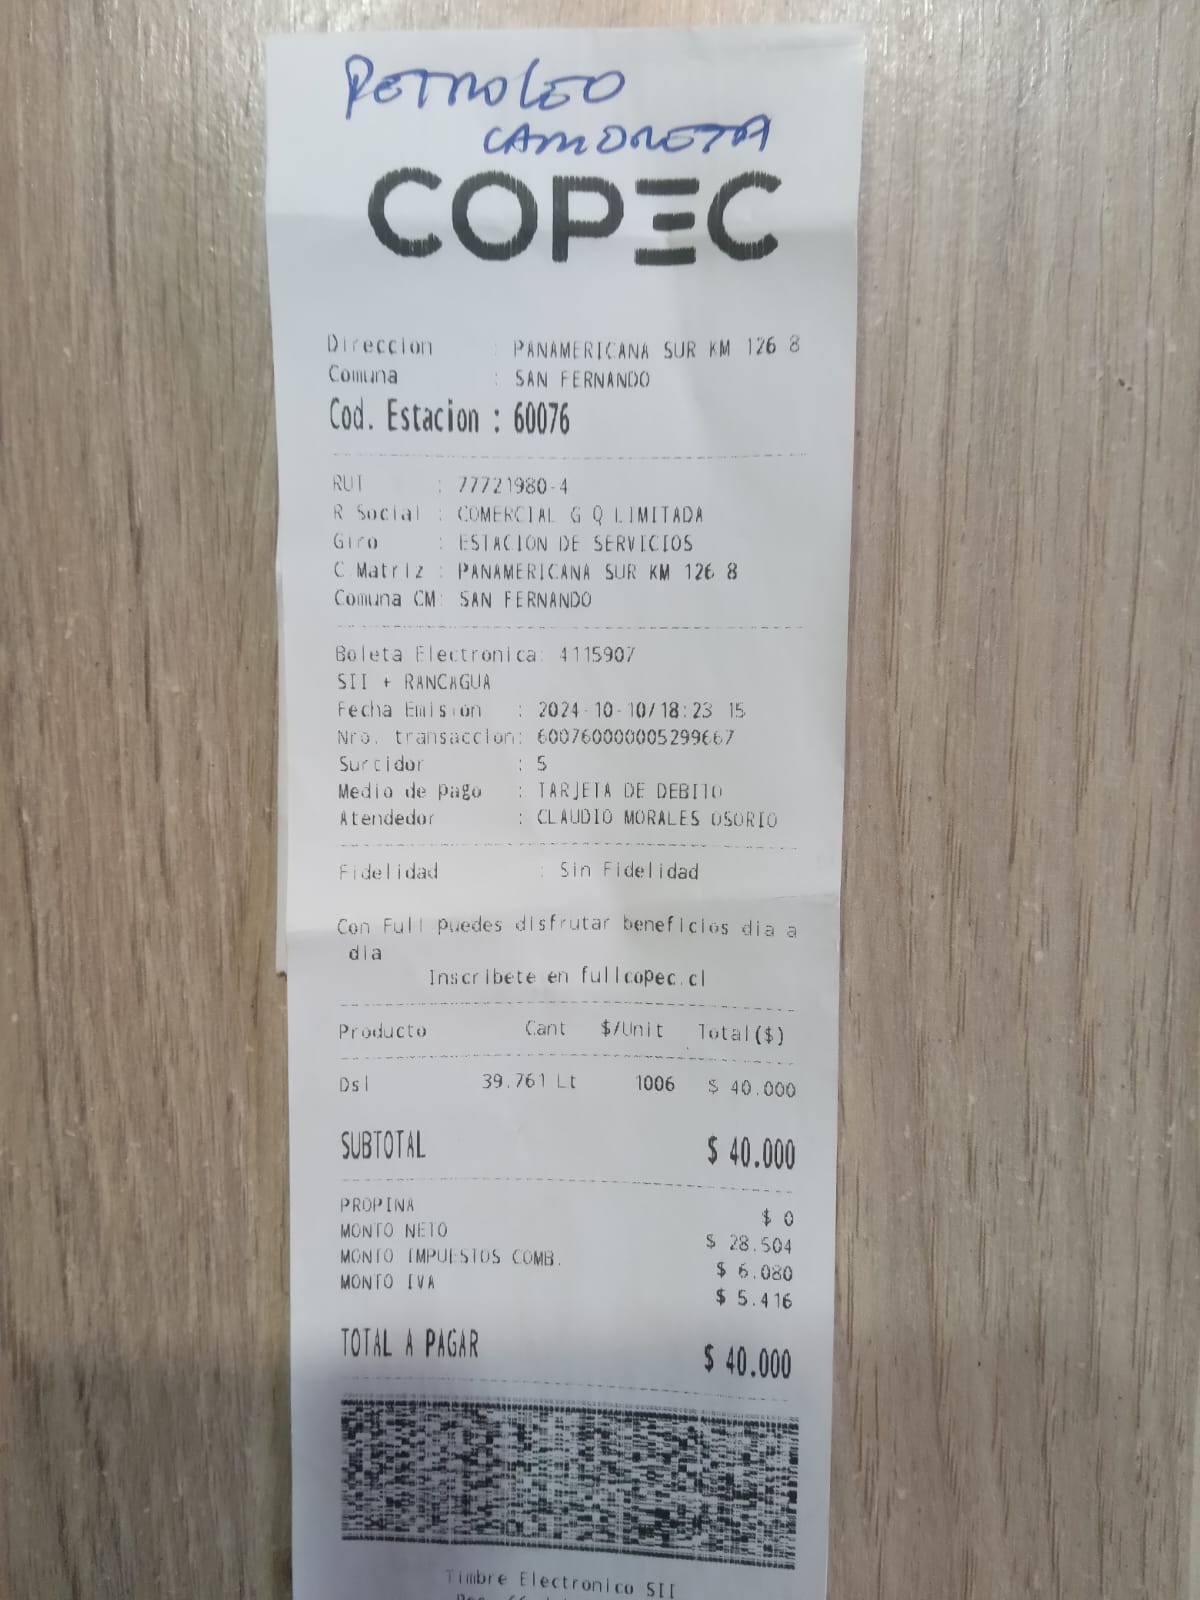 PETROLEO
CAMIONETA
COPEC
Direccion : PANAMERICANA SUR KM 126 8
Comuna : SAN FERNANDO
Cod. Estacion : 60076
RUT : 77721980-4
R Social : COMERCIAL G Q LIMITADA
Giro : ESTACION DE SERVICIOS
C Matriz : PANAMERICANA SUR KM 126 8
Comuna CM: SAN FERNANDO
Boleta Electronica: 4115907
SII + RANCAGUA
Fecha Emision : 2024-10-10/18:23 15
Nro. transaccion: 600760000005299667
Surtidor : 5
Medio de pago : TARJETA DE DEBITO
Atendedor : CLAUDIO MORALES OSORIO
Fidelidad : Sin Fidelidad
Con Full puedes disfrutar beneficios dia a
dia
Inscribete en fullcopec.cl
Producto Cant $/Unit Total($)
Dsl 39.761 Lt 1006 $ 40.000
SUBTOTAL $ 40.000
PROPINA $ 0
MONTO NETO $ 28.504
MONTO IMPUESTOS COMB. $ 6.080
MONTO IVA $ 5.416
TOTAL A PAGAR $ 40.000
Timbre Electronico SII